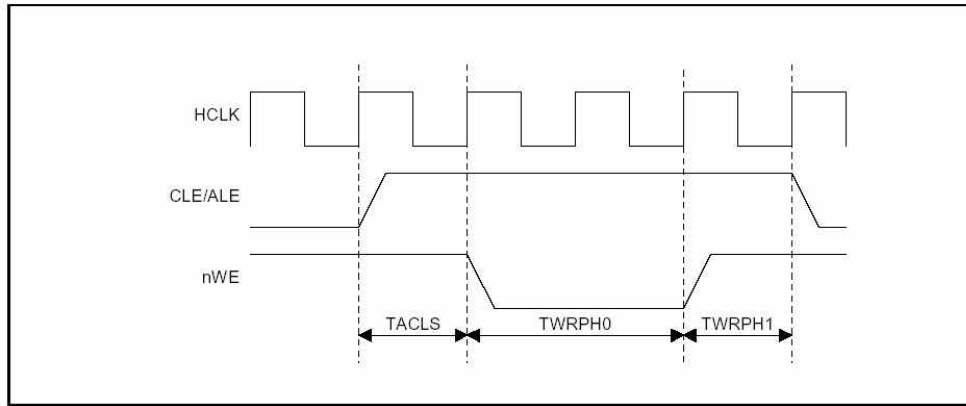 HCLK
CLE/ALE
nWE
TACLS
TWRPH0
TWRPH1